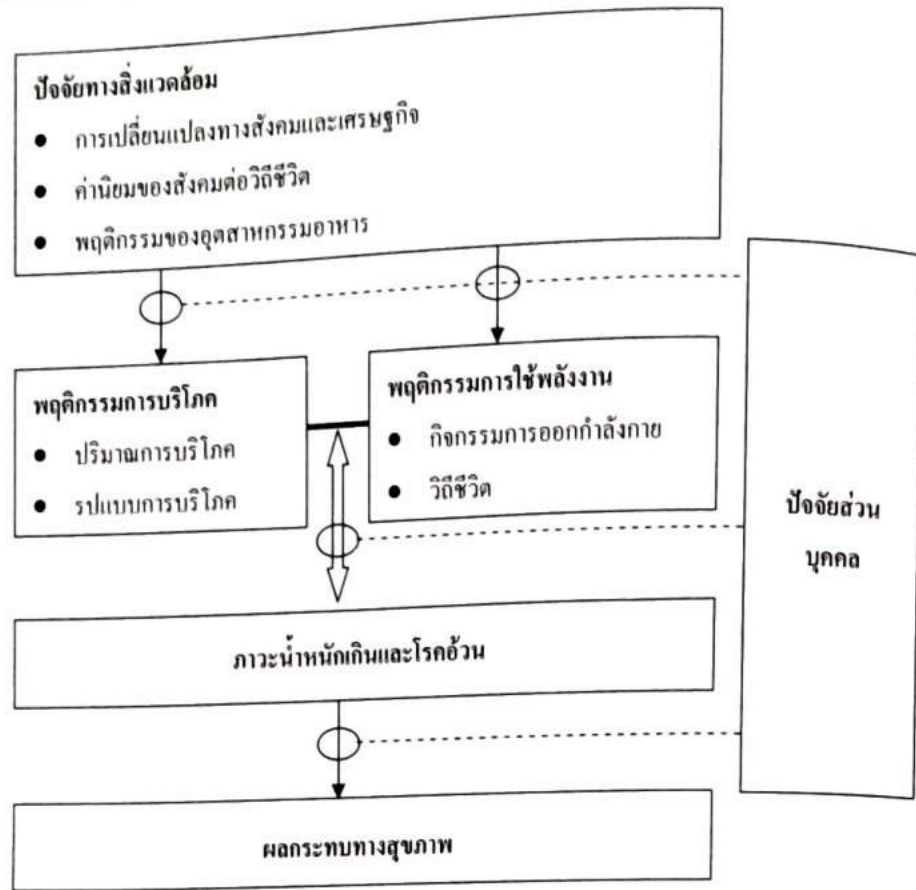 ปัจจัยทางสิ่งแวดล้อม
● การเปลี่ยนแปลงทางสังคมและเศรษฐกิจ
● ค่านิยมของสังคมต่อวิถีชีวิต
● พฤติกรรมของอุตสาหกรรมอาหาร
พฤติกรรมการบริโภค
● ปริมาณการบริโภค
● รูปแบบการบริโภค
พฤติกรรมการใช้พลังงาน
● กิจกรรมการออกกำลังกาย
● วิถีชีวิต
ปัจจัยส่วน
บุคคล
ภาวะน้ำหนักเกินและโรคอ้วน
ผลกระทบทางสุขภาพ